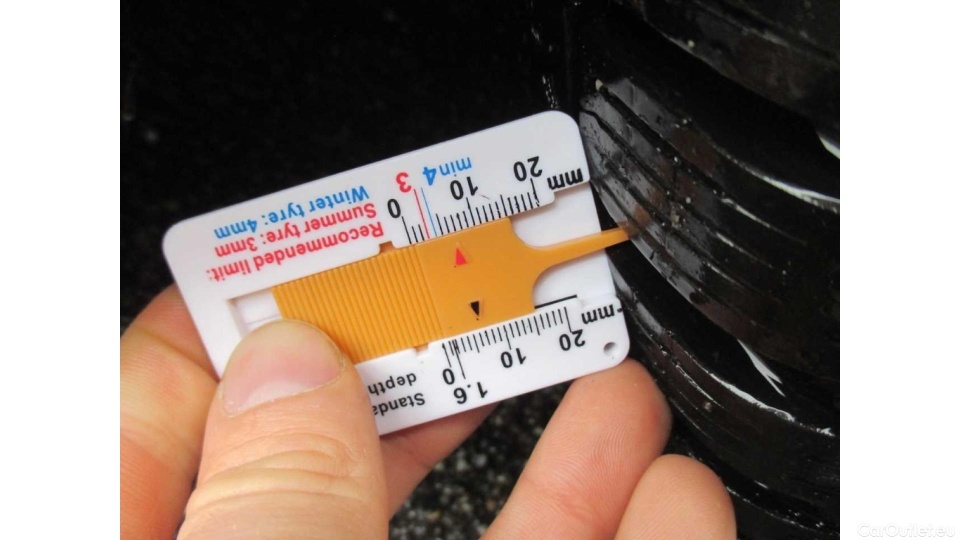 Standa
depth
1.6
0 10 20 mm
Recommended limit:
Summer tyre: 3mm
Winter tyre: 4mm
0 10 20 mm
3 min4
CarOutlet.eu